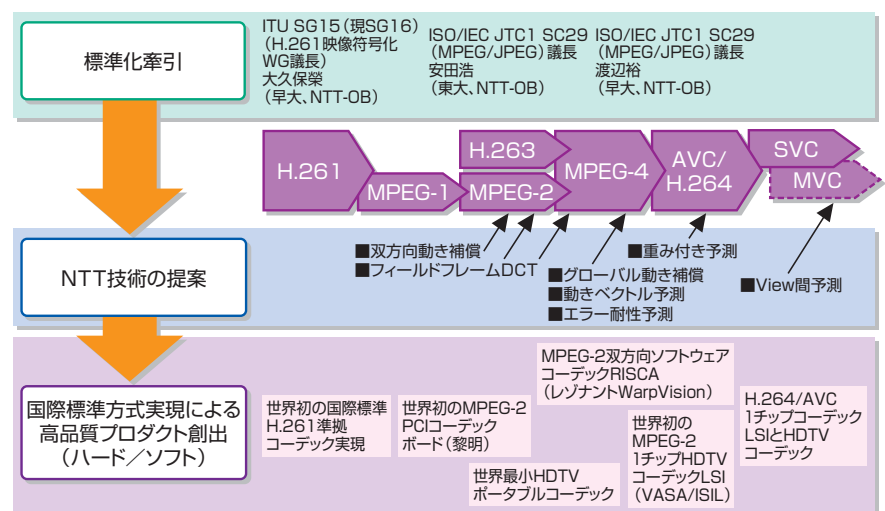 標準化牽引
ITU SG15(現SG16)
(H.261映像符号化
WG議長)
大久保榮
(早大、NTT-OB)
ISO/IEC JTC1 SC29
(MPEG/JPEG)議長
安田浩
(東大、NTT-OB)
ISO/IEC JTC1 SC29
(MPEG/JPEG)議長
渡辺裕
(早大、NTT-OB)
H.261
MPEG-1
H.263
MPEG-2
MPEG-4
AVC/
H.264
SVC
MVC
NTT技術の提案
■双方向動き補償
■フィールドフレームDCT
■グローバル動き補償
■動きベクトル予測
■エラー耐性予測
■重み付き予測
■View間予測
国際標準方式実現による
高品質プロダクト創出
(ハード/ソフト)
世界初の国際標準
H.261準拠
コーデック実現
世界初のMPEG-2
PCIコーデック
ボード(黎明)
世界最小HDTV
ポータブルコーデック
MPEG-2双方向ソフトウェア
コーデックRISCA
(レゾナントWarpVision)
世界初の
MPEG-2
1チップHDTV
コーデックLSI
(VASA/ISIL)
H.264/AVC
1チップコーデック
LSIとHDTV
コーデック